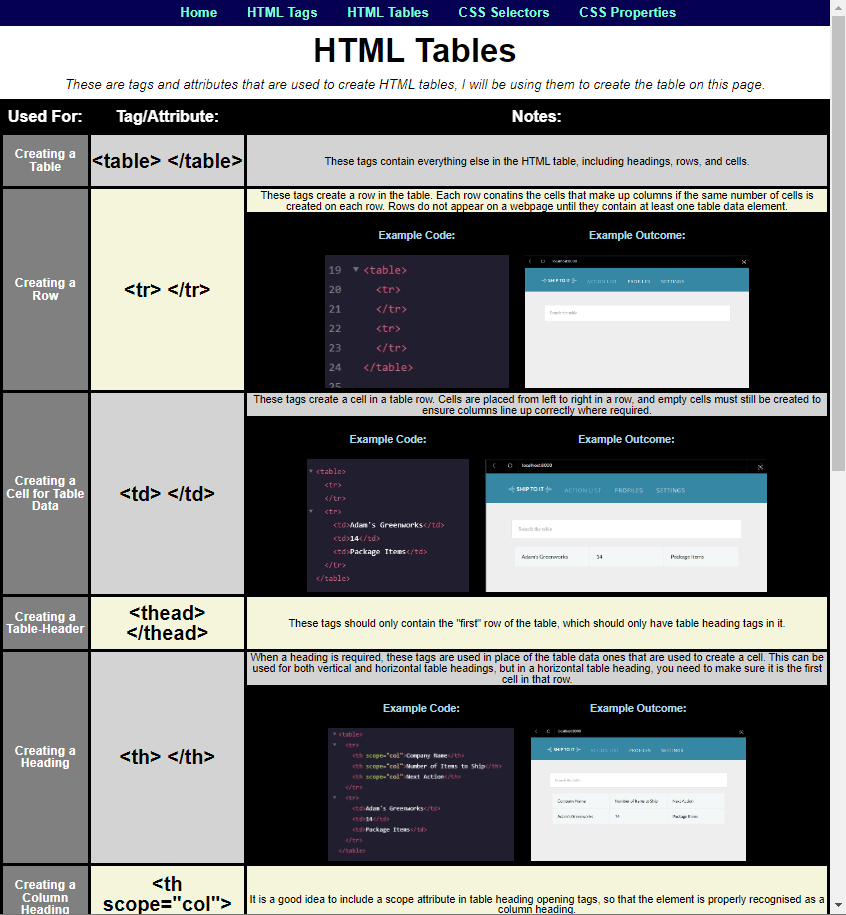 Home HTML Tags HTML Tables CSS Selectors CSS Properties
HTML Tables
These are tags and attributes that are used to create HTML tables, I will be using them to create the table on this page.
Used For: Tag/Attribute: Notes:
Creating a
Table
<table> </table>
These tags contain everything else in the HTML table, including headings, rows, and cells.
Creating a
Row
<tr> </tr>
These tags create a row in the table. Each row conatins the cells that make up columns if the same number of cells is
created on each row. Rows do not appear on a webpage until they contain at least one table data element.
Example Code:
19 <table>
20 <tr>
21 </tr>
22 <tr>
23 </tr>
24 </table>
25
Example Outcome:
localhost:8000
SHIP TO IT ACTION LIST PROFILES SETTINGS
Search the table
Creating a
Cell for Table
Data
<td> </td>
These tags create a cell in a table row. Cells are placed from left to right in a row, and empty cells must still be created to
ensure columns line up correctly where required.
Example Code:
<table>
<tr>
</tr>
<tr>
<td>Adam's Greenworks</td>
<td>14</td>
<td>Package Items</td>
</tr>
</table>
Example Outcome:
localhost:8000
SHIP TO IT ACTION LIST PROFILES SETTINGS
Search the table
Adam's Greenworks 14 Package Items
Creating a
Table-Header
<thead>
</thead>
These tags should only contain the "first" row of the table, which should only have table heading tags in it.
Creating a
Heading
<th> </th>
When a heading is required, these tags are used in place of the table data ones that are used to create a cell. This can be
used for both vertical and horizontal table headings, but in a horizontal table heading, you need to make sure it is the first
cell in that row.
Example Code:
<table>
<tr>
<th scope="col">Company Name</th>
<th scope="col">Number of Items to Ship</th>
<th scope="col">Next Action</th>
</tr>
<tr>
<td>Adam's Greenworks</td>
<td>14</td>
<td>Package Items</td>
</tr>
</table>
Example Outcome:
localhost:8000
SHIP TO IT ACTION LIST PROFILES SETTINGS
Search the table
Company Name Number of Items to Ship Next Action
Adam's Greenworks 14 Package Items
Creating a
Column
Heading
<th
scope="col">
It is a good idea to include a scope attribute in table heading opening tags, so that the element is properly recognised as a
column heading.